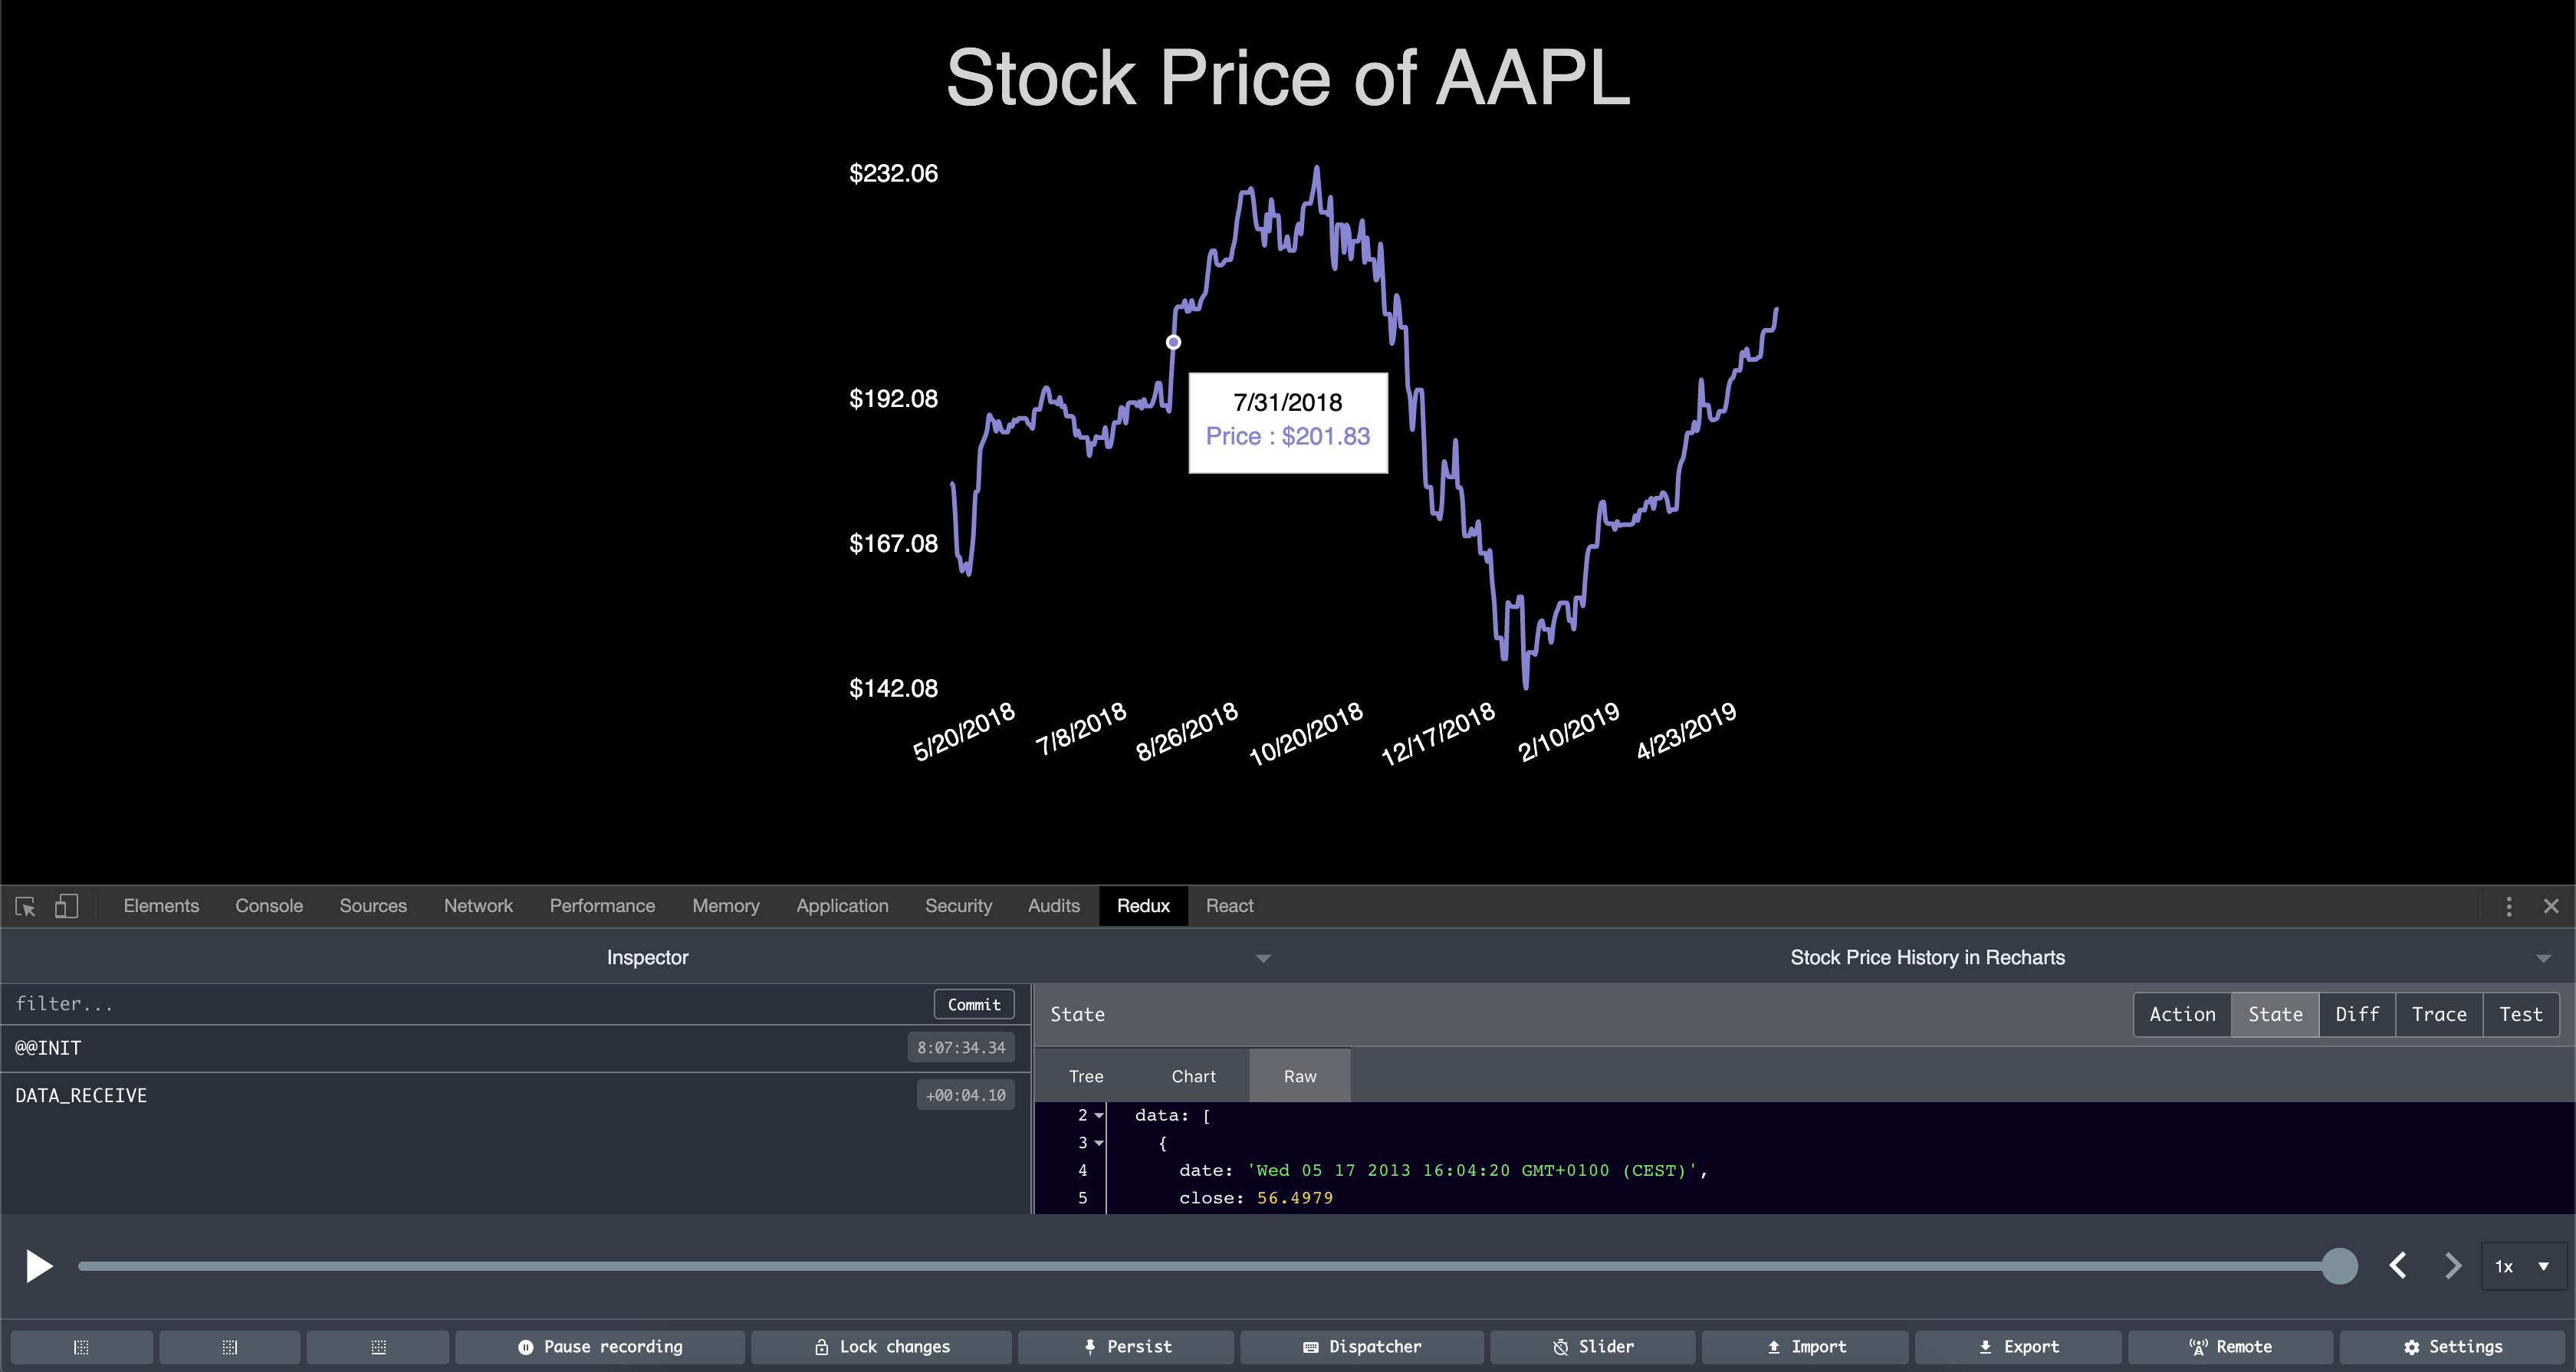 Stock Price of AAPL
$232.06
$192.08
$167.08
$142.08
7/31/2018
Price : $201.83
5/20/2018 7/8/2018 8/26/2018 10/20/2018 12/17/2018 2/10/2019 4/23/2019
Elements Console Sources Network Performance Memory Application Security Audits Redux React
Inspector Stock Price History in Recharts
filter... Commit
@@INIT 8:07:34.34
DATA_RECEIVE +00:04.10
State Action State Diff Trace Test
Tree Chart Raw
2 data: [
3 {
4 date: 'Wed 05 17 2013 16:04:20 GMT+0100 (CEST)',
5 close: 56.4979
1x
Pause recording Lock changes Persist Dispatcher Slider Import Export Remote Settings